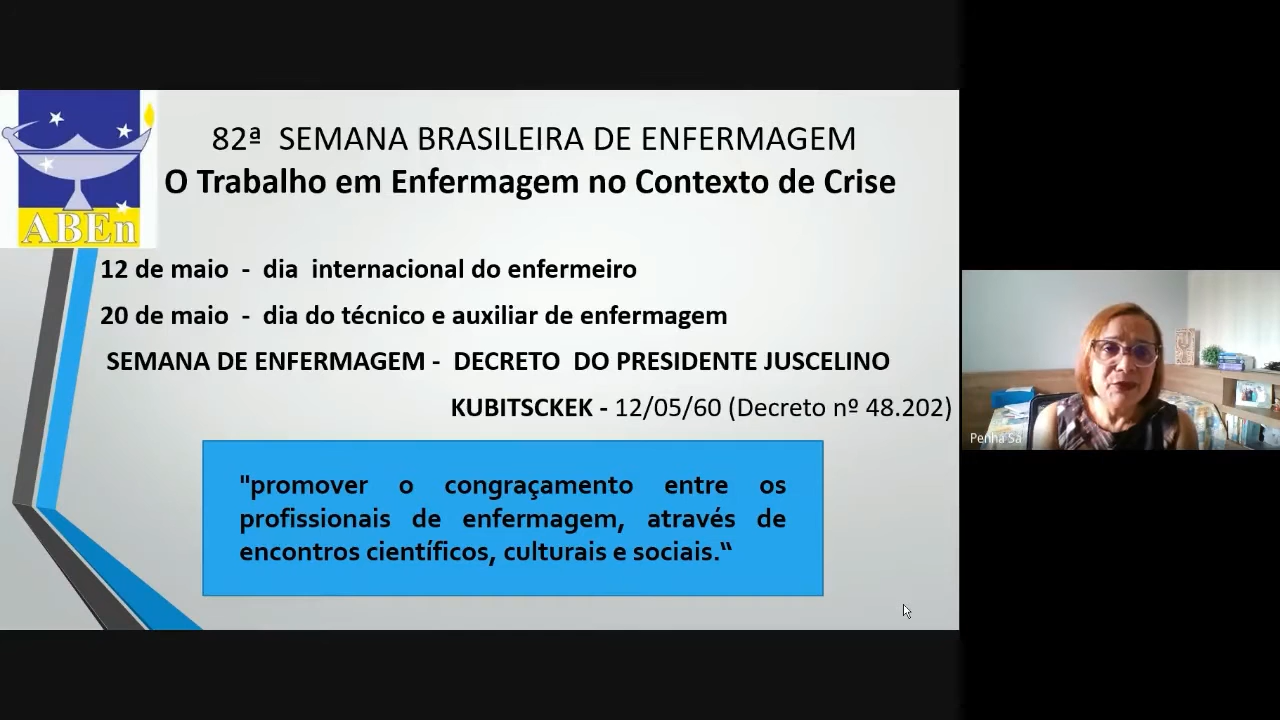 82ª SEMANA BRASILEIRA DE ENFERMAGEM
O Trabalho em Enfermagem no Contexto de Crise
ABEn
12 de maio - dia internacional do enfermeiro
20 de maio - dia do técnico e auxiliar de enfermagem
SEMANA DE ENFERMAGEM - DECRETO DO PRESIDENTE JUSCELINO
KUBITSCKEK - 12/05/60 (Decreto nº 48.202)
"promover o congraçamento entre os
profissionais de enfermagem, através de
encontros científicos, culturais e sociais.“
Penha Sá